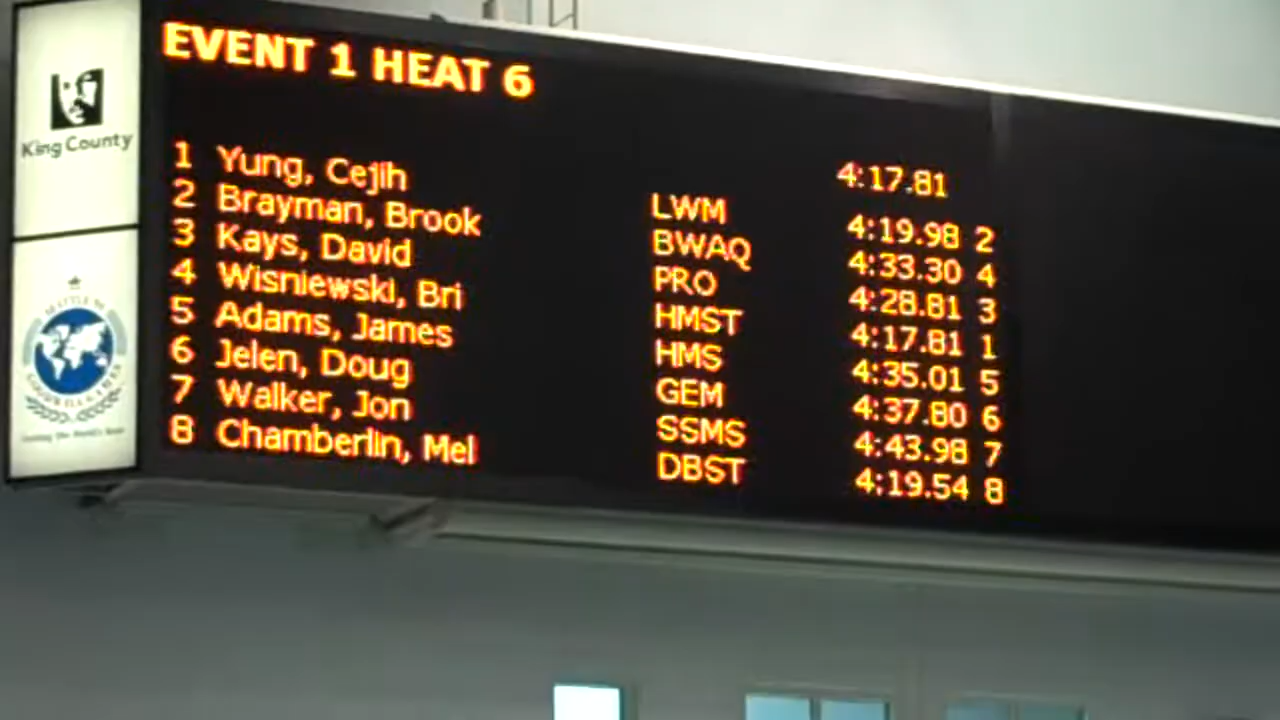 King County
EVENT 1 HEAT 6
4:17.81
1 Yung, Cejih LWM 4:19.98 2
2 Brayman, Brook BWAQ 4:33.30 4
3 Kays, David PRO 4:28.81 3
4 Wisniewski, Bri HMST 4:17.81 1
5 Adams, James HMS 4:35.01 5
6 Jelen, Doug GEM 4:37.80 6
7 Walker, Jon SSMS 4:43.98 7
8 Chamberlin, Mel DBST 4:19.54 8